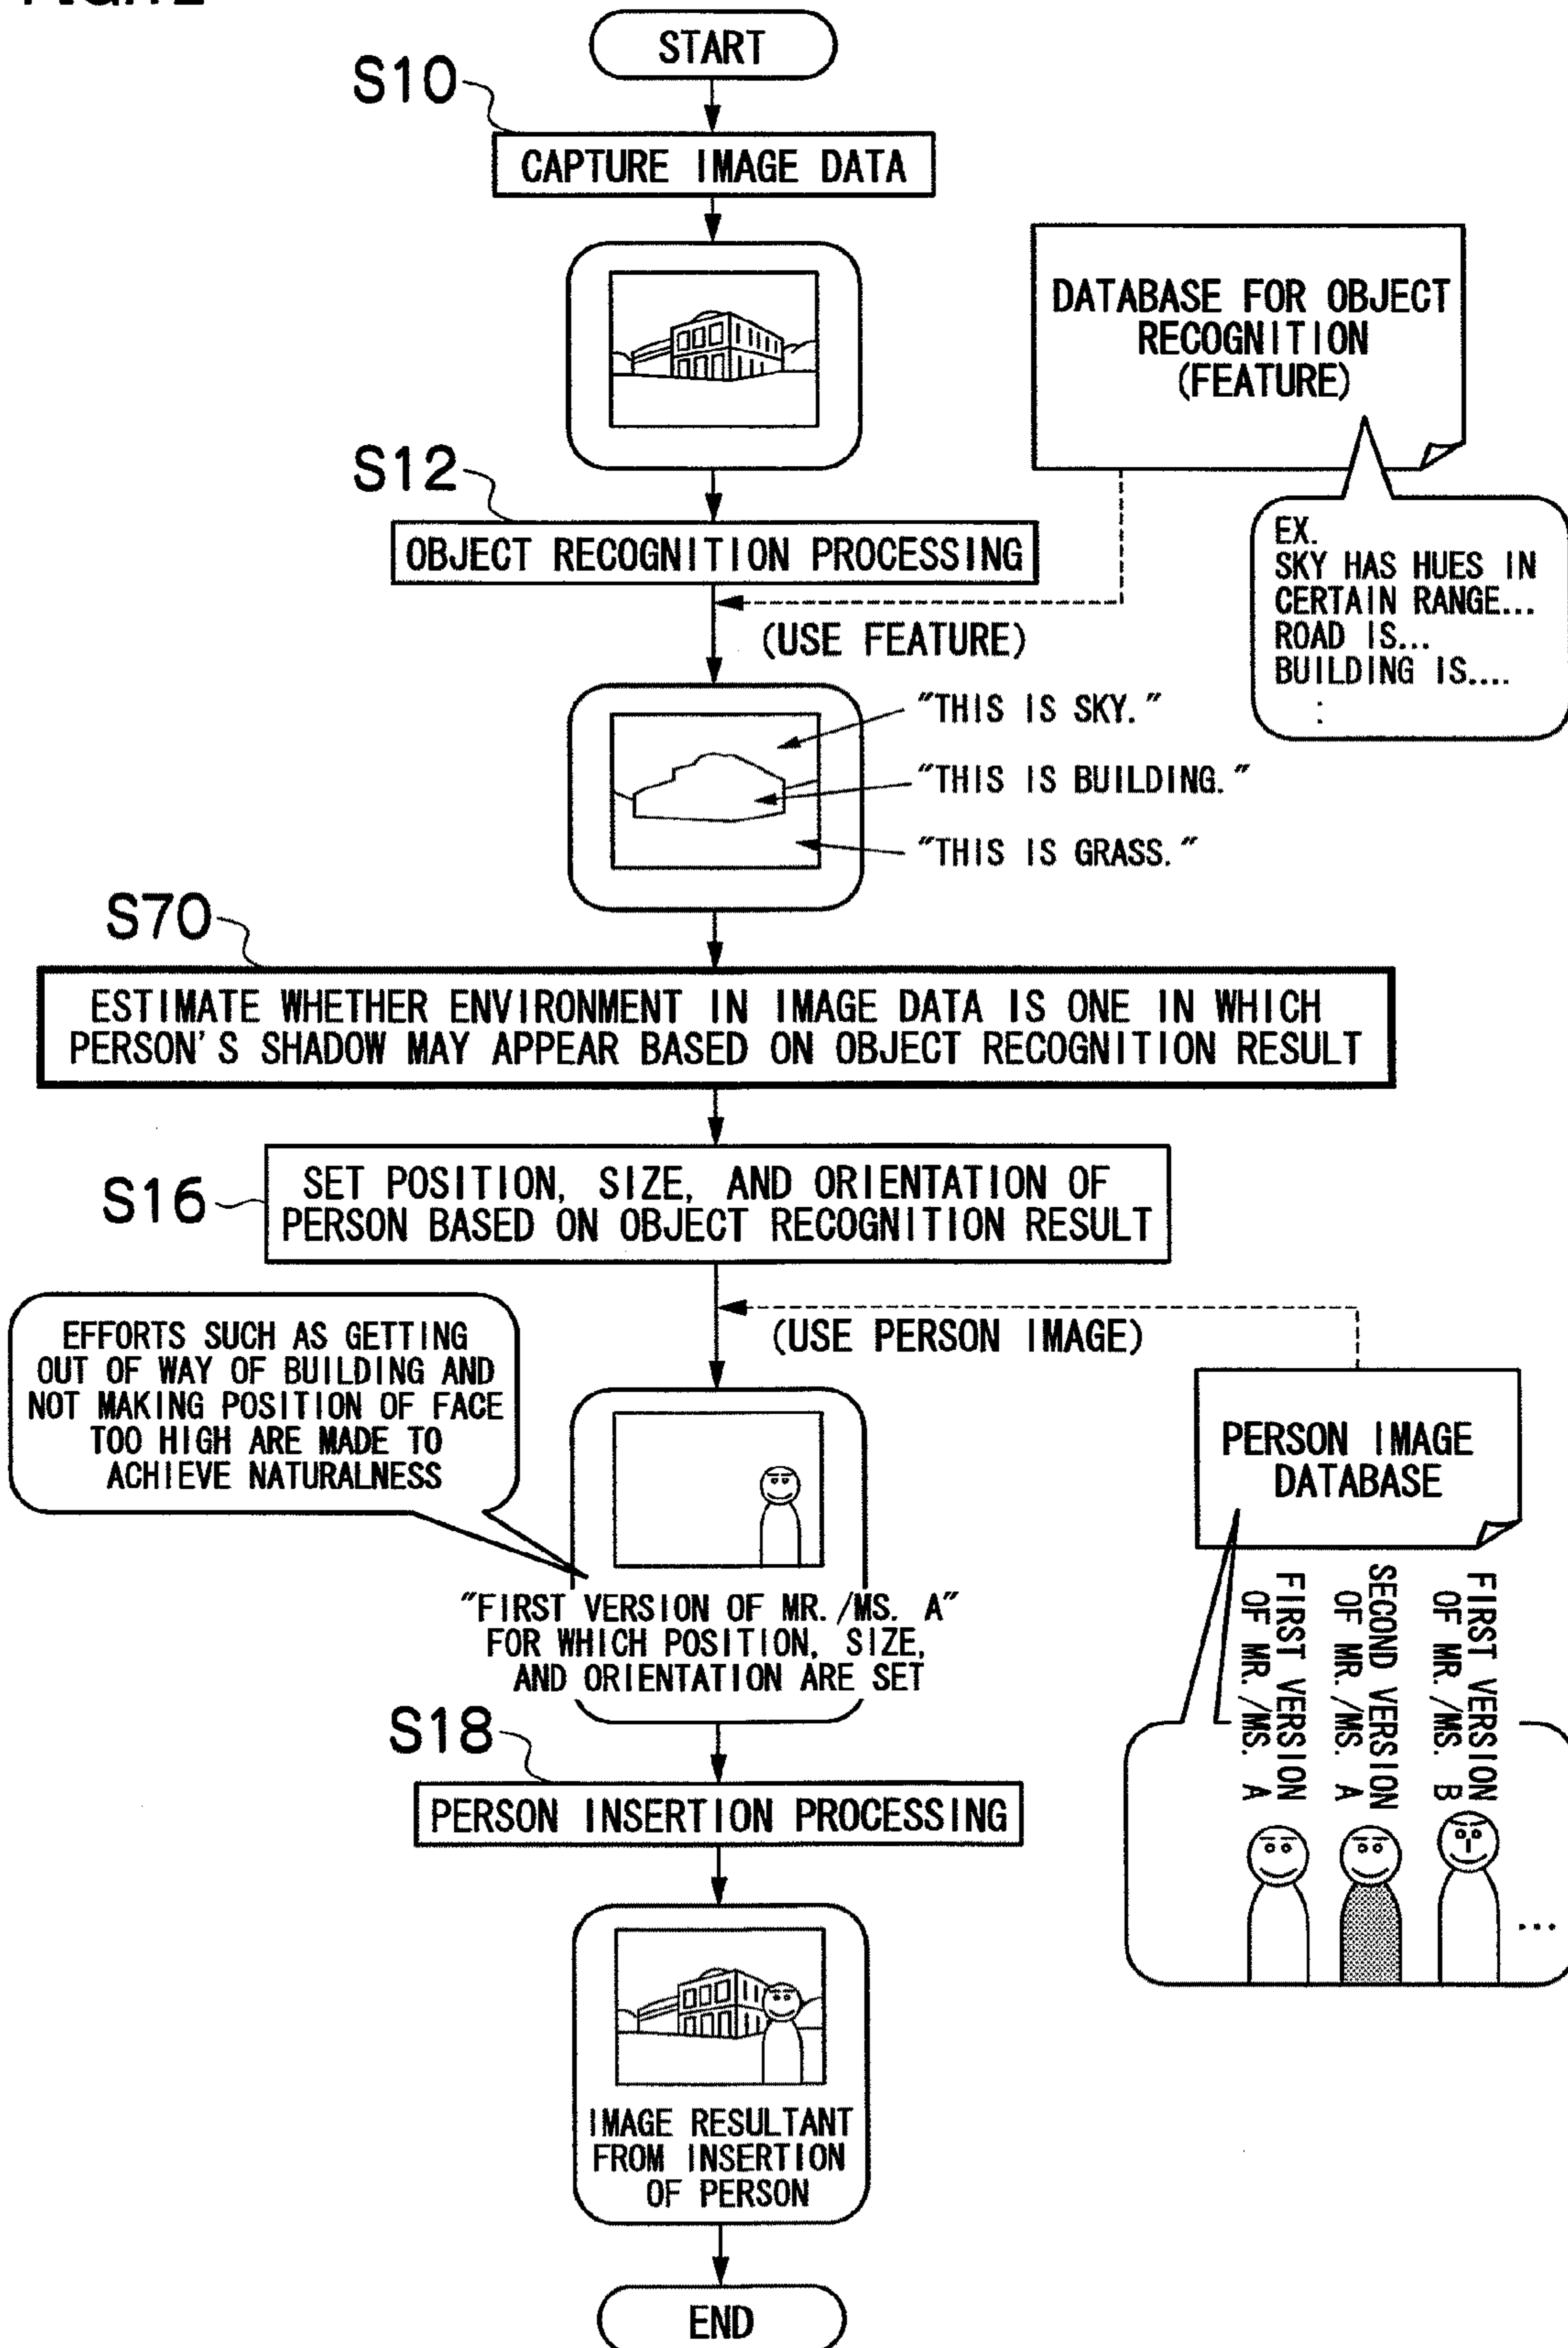 START
S10
CAPTURE IMAGE DATA
DATABASE FOR OBJECT
RECOGNITION
(FEATURE)
S12
OBJECT RECOGNITION PROCESSING
EX.
SKY HAS HUES IN
CERTAIN RANGE...
ROAD IS...
BUILDING IS....
:
(USE FEATURE)
"THIS IS SKY."
"THIS IS BUILDING."
"THIS IS GRASS."
S70
ESTIMATE WHETHER ENVIRONMENT IN IMAGE DATA IS ONE IN WHICH
PERSON'S SHADOW MAY APPEAR BASED ON OBJECT RECOGNITION RESULT
S16
SET POSITION, SIZE, AND ORIENTATION OF
PERSON BASED ON OBJECT RECOGNITION RESULT
EFFORTS SUCH AS GETTING
OUT OF WAY OF BUILDING AND
NOT MAKING POSITION OF FACE
TOO HIGH ARE MADE TO
ACHIEVE NATURALNESS
(USE PERSON IMAGE)
PERSON IMAGE
DATABASE
"FIRST VERSION OF MR./MS. A"
FOR WHICH POSITION, SIZE,
AND ORIENTATION ARE SET
FIRST VERSION
OF MR./MS. A
SECOND VERSION
OF MR./MS. A
FIRST VERSION
OF MR./MS. B
...
S18
PERSON INSERTION PROCESSING
IMAGE RESULTANT
FROM INSERTION
OF PERSON
END